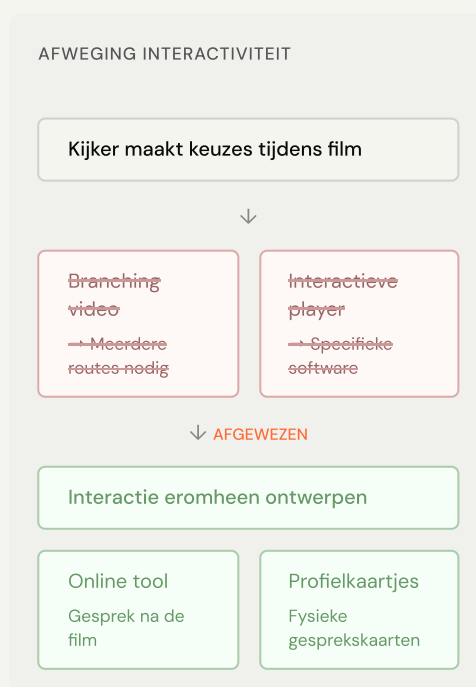 AFWEGING INTERACTIVITEIT
Kijker maakt keuzes tijdens film
↓
Branching
video
→ Meerdere
routes nodig
Interactieve
player
→ Specifieke
software
↓ AFGEWEZEN
Interactie eromheen ontwerpen
Online tool
Gesprek na de
film
Profielkaartjes
Fysieke
gesprekskaarten